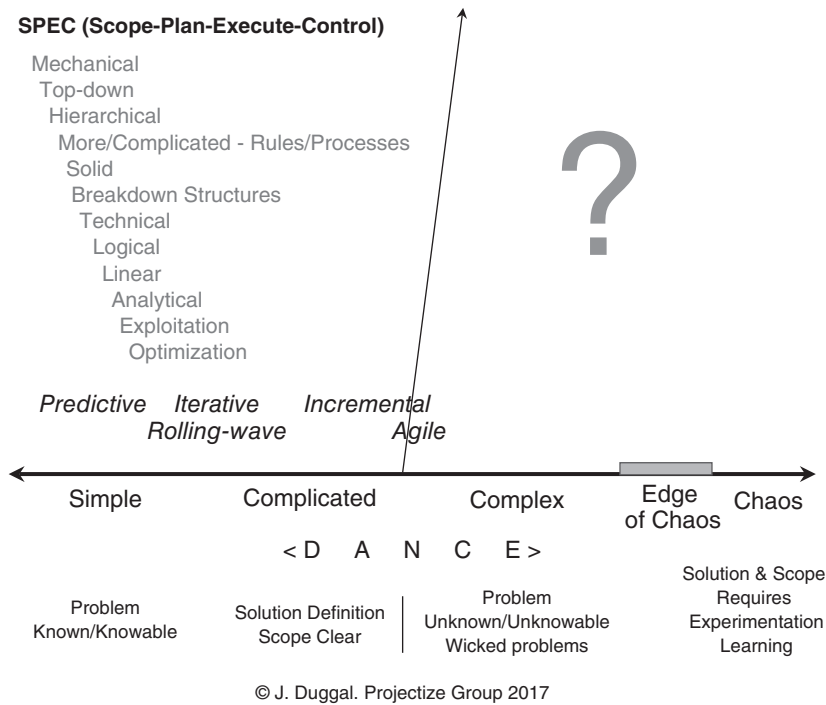 SPEC (Scope-Plan-Execute-Control)
Mechanical
Top-down
Hierarchical
More/Complicated - Rules/Processes
Solid
Breakdown Structures
Technical
Logical
Linear
Analytical
Exploitation
Optimization
?
Predictive Iterative Incremental
Rolling-wave Agile
Simple Complicated Complex Edge of Chaos Chaos
< D A N C E >
Problem
Known/Knowable
Solution Definition
Scope Clear
Problem
Unknown/Unknowable
Wicked problems
Solution & Scope
Requires
Experimentation
Learning
© J. Duggal. Projectize Group 2017